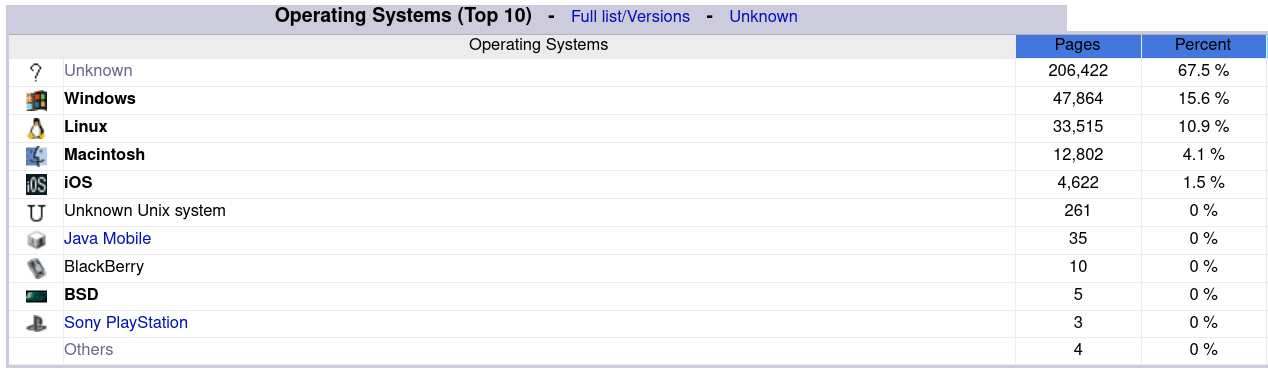 Operating Systems (Top 10) - Full list/Versions - Unknown
Operating Systems Pages Percent
? Unknown 206,422 67.5 %
Windows 47,864 15.6 %
Linux 33,515 10.9 %
Macintosh 12,802 4.1 %
iOS iOS 4,622 1.5 %
U Unknown Unix system 261 0 %
Java Mobile 35 0 %
BlackBerry 10 0 %
BSD 5 0 %
Sony PlayStation 3 0 %
Others 4 0 %